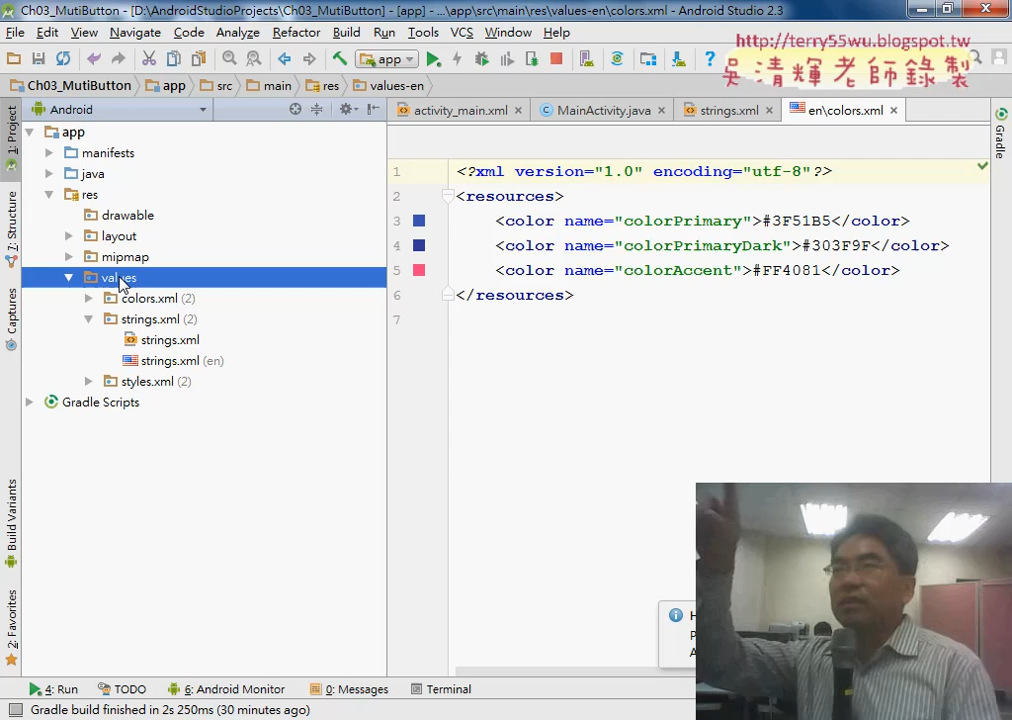 Ch03_MutiButton - [D:\AndroidStudioProjects\Ch03_MutiButton] - [app] - ...\app\src\main\res\values-en\colors.xml - Android Studio 2.3
File Edit View Navigate Code Analyze Refactor Build Run Tools VCS Window Help
http://terry55wu.blogspot.tw
吳清輝老師錄製
app
Ch03_MutiButton app src main res values-en
Android
activity_main.xml MainActivity.java strings.xml en\colors.xml
1: Project
7: Structure
Captures
Build Variants
2: Favorites
Gradle
app
manifests
java
res
drawable
layout
mipmap
values
colors.xml (2)
strings.xml (2)
strings.xml
strings.xml (en)
styles.xml (2)
Gradle Scripts
1 <?xml version="1.0" encoding="utf-8"?>
2 <resources>
3 <color name="colorPrimary">#3F51B5</color>
4 <color name="colorPrimaryDark">#303F9F</color>
5 <color name="colorAccent">#FF4081</color>
6 </resources>
7
4: Run TODO 6: Android Monitor 0: Messages Terminal
Gradle build finished in 2s 250ms (30 minutes ago)